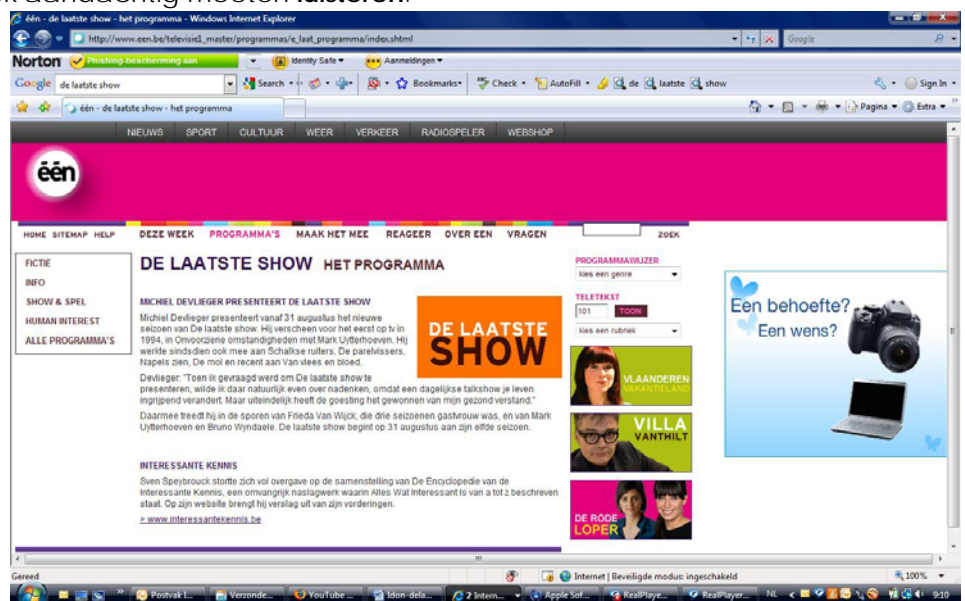 k aandachtig moeten luisteren.
één - de laatste show - het programma - Windows Internet Explorer
http://www.een.be/televisie1_master/programmas/e_laat_programma/index.shtml
Google
Norton
Phishing-bescherming aan
Identity Safe
Aanmeldingen
Google
de laatste show
Search
Bookmarks
Check
AutoFill
de
laatste
show
Sign In
één - de laatste show - het programma
Pagina
Extra
NIEUWS SPORT CULTUUR WEER VERKEER RADIOSPELER WEBSHOP
één
HOME SITEMAP HELP
DEZE WEEK PROGRAMMA'S MAAK HET MEE REAGEER OVER EEN VRAGEN
ZOEK
FICTIE
INFO
SHOW & SPEL
HUMAN INTEREST
ALLE PROGRAMMA'S
DE LAATSTE SHOW HET PROGRAMMA
MICHIEL DEVLIEGER PRESENTEERT DE LAATSTE SHOW
Michiel Devlieger presenteert vanaf 31 augustus het nieuwe
seizoen van De laatste show. Hij verscheen voor het eerst op tv in
1994, in Onvoorziene omstandigheden met Mark Uytterhoeven. Hij
werkte sindsdien ook mee aan Schalkse ruiters, De parelvissers,
Napels zien, De mol en recent aan Van vlees en bloed.
Devlieger: "Toen ik gevraagd werd om De laatste show te
presenteren, wilde ik daar natuurlijk even over nadenken, omdat een dagelijkse talkshow je leven
ingrijpend verandert. Maar uiteindelijk heeft de goesting het gewonnen van mijn gezond verstand."
Daarmee treedt hij in de sporen van Frieda Van Wijck, die drie seizoenen gastvrouw was, en van Mark
Uytterhoeven en Bruno Wyndaele. De laatste show begint op 31 augustus aan zijn elfde seizoen.
DE LAATSTE
SHOW
INTERESSANTE KENNIS
Sven Speybrouck stortte zich vol overgave op de samenstelling van De Encyclopedie van de
Interessante Kennis, een omvangrijk naslagwerk waarin Alles Wat Interessant Is van a tot z beschreven
staat. Op zijn website brengt hij verslag uit van zijn vorderingen.
> www.interessantekennis.be
PROGRAMMAWIJZER
kies een genre
TELETEKST
101 TOON
kies een rubriek
VLAANDEREN
VAKANTIELAND
VILLA
VANTHILT
DE RODE
LOPER
Een behoefte?
Een wens?
Gereed
Internet | Beveiligde modus: ingeschakeld
100%
Postvak I...
Verzonde...
YouTube ...
Idon-dela...
2 Intern...
Apple Sof...
RealPlaye...
RealPlayer...
NL
9:10